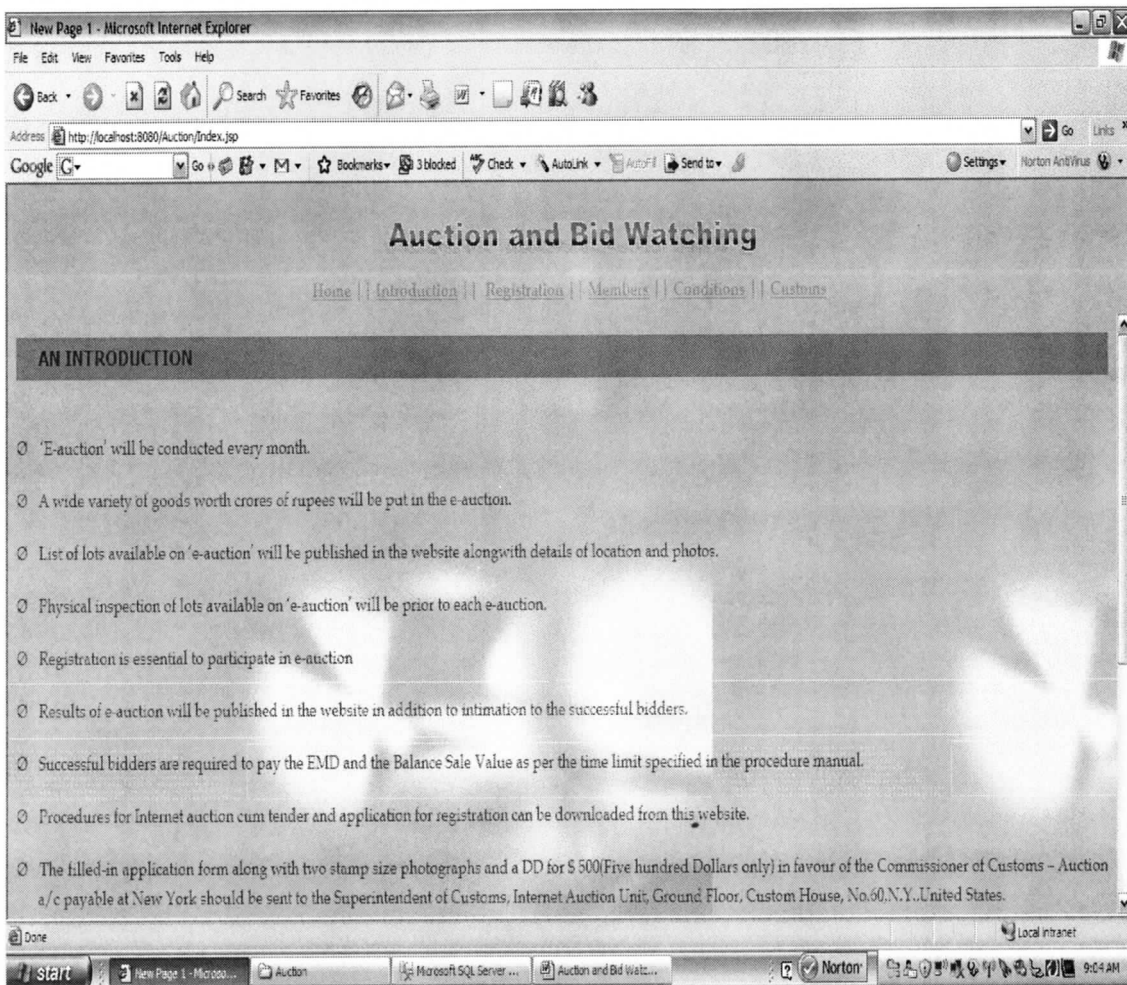 New Page 1 - Microsoft Internet Explorer
File Edit View Favorites Tools Help
Back Search Favorites
Address http://localhost:8080/Auction/Index.jsp Go Links »
Google G Go Bookmarks 3 blocked Check AutoLink AutoFill Send to Settings Norton AntiVirus
Auction and Bid Watching
Home || Introduction || Registration || Members || Conditions || Customs
AN INTRODUCTION
'E-auction' will be conducted every month.
A wide variety of goods worth crores of rupees will be put in the e-auction.
List of lots available on 'e-auction' will be published in the website alongwith details of location and photos.
Physical inspection of lots available on 'e-auction' will be prior to each e-auction.
Registration is essential to participate in e-auction
Results of e-auction will be published in the website in addition to intimation to the successful bidders.
Successful bidders are required to pay the EMD and the Balance Sale Value as per the time limit specified in the procedure manual.
Procedures for Internet auction cum tender and application for registration can be downloaded from this website.
The filled-in application form along with two stamp size photographs and a DD for $ 500(Five hundred Dollars only) in favour of the Commissioner of Customs – Auction
a/c payable at New York should be sent to the Superintendent of Customs, Internet Auction Unit, Ground Floor, Custom House, No.60,N.Y..United States.
Done Local intranet
start New Page 1 - Microso... Auction Microsoft SQL Server ... Auction and Bid Watc... Norton 9:04 AM